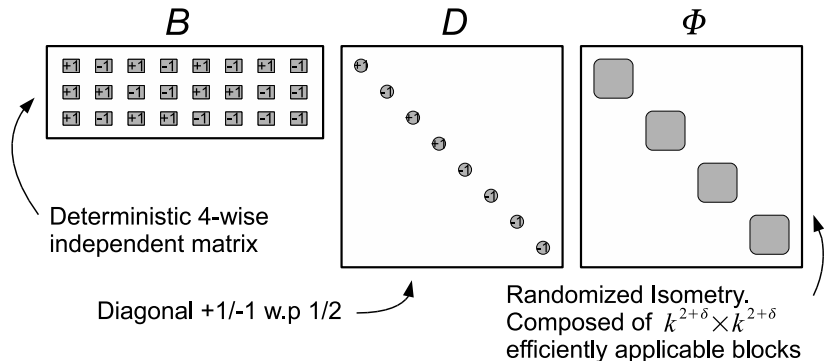 B
D
Φ
+1 -1 +1 -1 +1 -1 +1 -1
+1 +1 -1 -1 +1 +1 -1 -1
+1 +1 +1 +1 -1 -1 -1 -1
+1
-1
+1
+1
-1
-1
-1
-1
Deterministic 4-wise
independent matrix
Diagonal +1/-1 w.p 1/2
Randomized Isometry.
Composed of k^{2+δ}×k^{2+δ}
efficiently applicable blocks